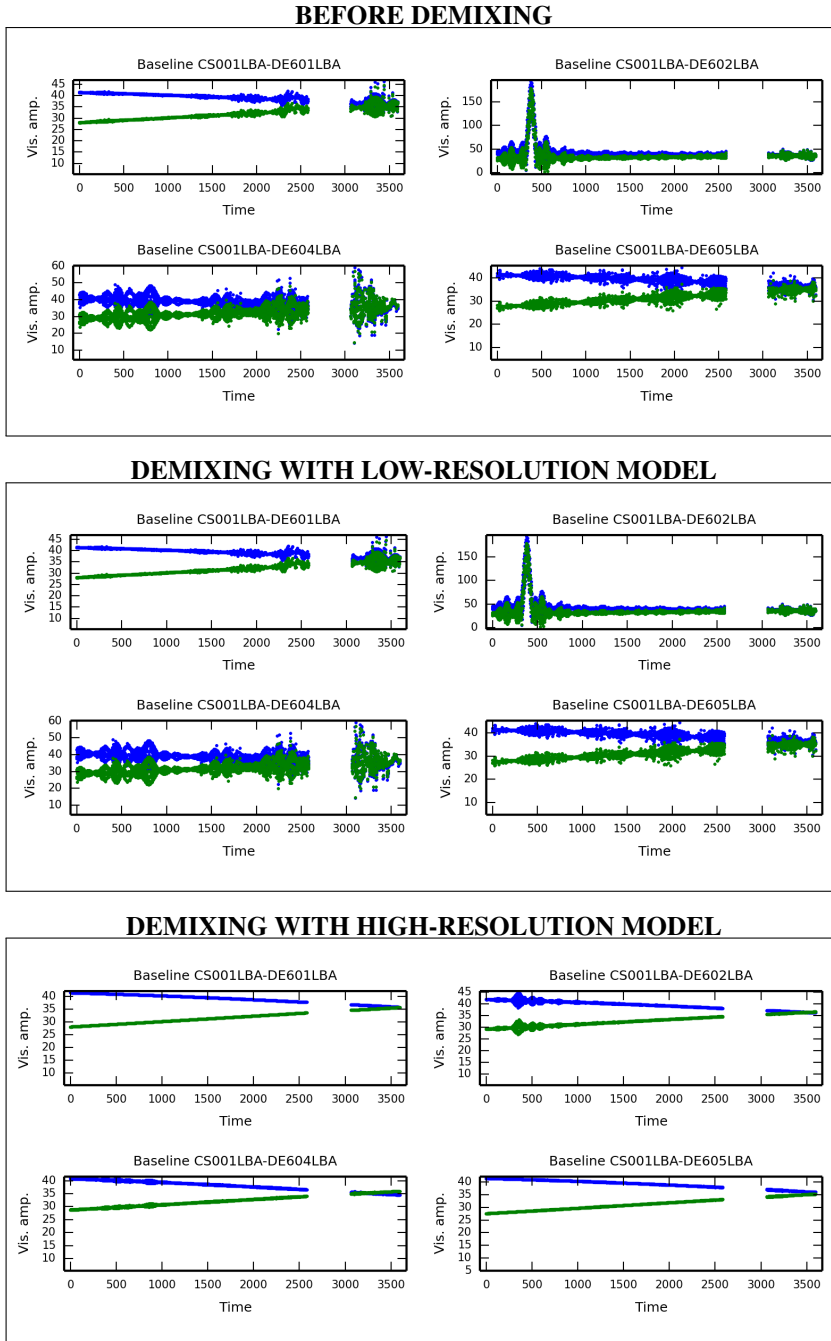 BEFORE DEMIXING
Baseline CS001LBA-DE601LBA
Vis. amp.
45
40
35
30
25
20
15
10
0 500 1000 1500 2000 2500 3000 3500
Time
Baseline CS001LBA-DE602LBA
Vis. amp.
150
100
50
0
0 500 1000 1500 2000 2500 3000 3500
Time
Baseline CS001LBA-DE604LBA
Vis. amp.
60
50
40
30
20
10
0 500 1000 1500 2000 2500 3000 3500
Time
Baseline CS001LBA-DE605LBA
Vis. amp.
40
30
20
10
0 500 1000 1500 2000 2500 3000 3500
Time
DEMIXING WITH LOW-RESOLUTION MODEL
Baseline CS001LBA-DE601LBA
Vis. amp.
45
40
35
30
25
20
15
10
0 500 1000 1500 2000 2500 3000 3500
Time
Baseline CS001LBA-DE602LBA
Vis. amp.
150
100
50
0
0 500 1000 1500 2000 2500 3000 3500
Time
Baseline CS001LBA-DE604LBA
Vis. amp.
60
50
40
30
20
10
0 500 1000 1500 2000 2500 3000 3500
Time
Baseline CS001LBA-DE605LBA
Vis. amp.
40
30
20
10
0 500 1000 1500 2000 2500 3000 3500
Time
DEMIXING WITH HIGH-RESOLUTION MODEL
Baseline CS001LBA-DE601LBA
Vis. amp.
40
35
30
25
20
15
10
0 500 1000 1500 2000 2500 3000 3500
Time
Baseline CS001LBA-DE602LBA
Vis. amp.
45
40
35
30
25
20
15
10
0 500 1000 1500 2000 2500 3000 3500
Time
Baseline CS001LBA-DE604LBA
Vis. amp.
40
35
30
25
20
15
10
0 500 1000 1500 2000 2500 3000 3500
Time
Baseline CS001LBA-DE605LBA
Vis. amp.
40
35
30
25
20
15
10
5
0 500 1000 1500 2000 2500 3000 3500
Time